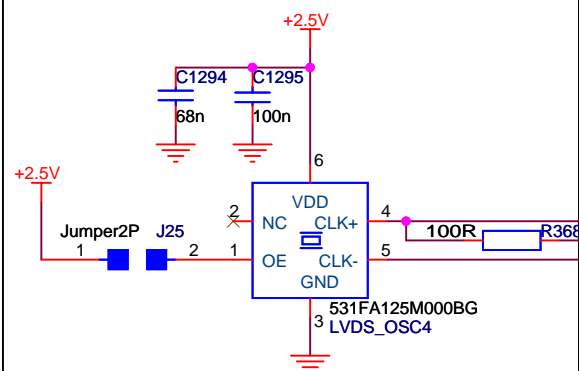 +2.5V
C1294
C1295
68n
100n
+2.5V
6
VDD
2
NC
CLK+
4
100R
R368
Jumper2P
J25
1
2
1
OE
CLK-
5
GND
3
531FA125M000BG
LVDS_OSC4